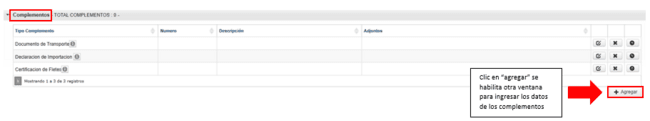 Complementos TOTAL COMPLEMENTOS : 6 -
Tipo Complemento Numero Descripción Adjuntos
Documento de Transporte
Declaracion de Importacion
Certificacion de Fletes
1 Mostrando 1 a 3 de 3 registros
Clic en "agregar" se
habilita otra ventana
para ingresar los datos
de los complementos
+ Agregar